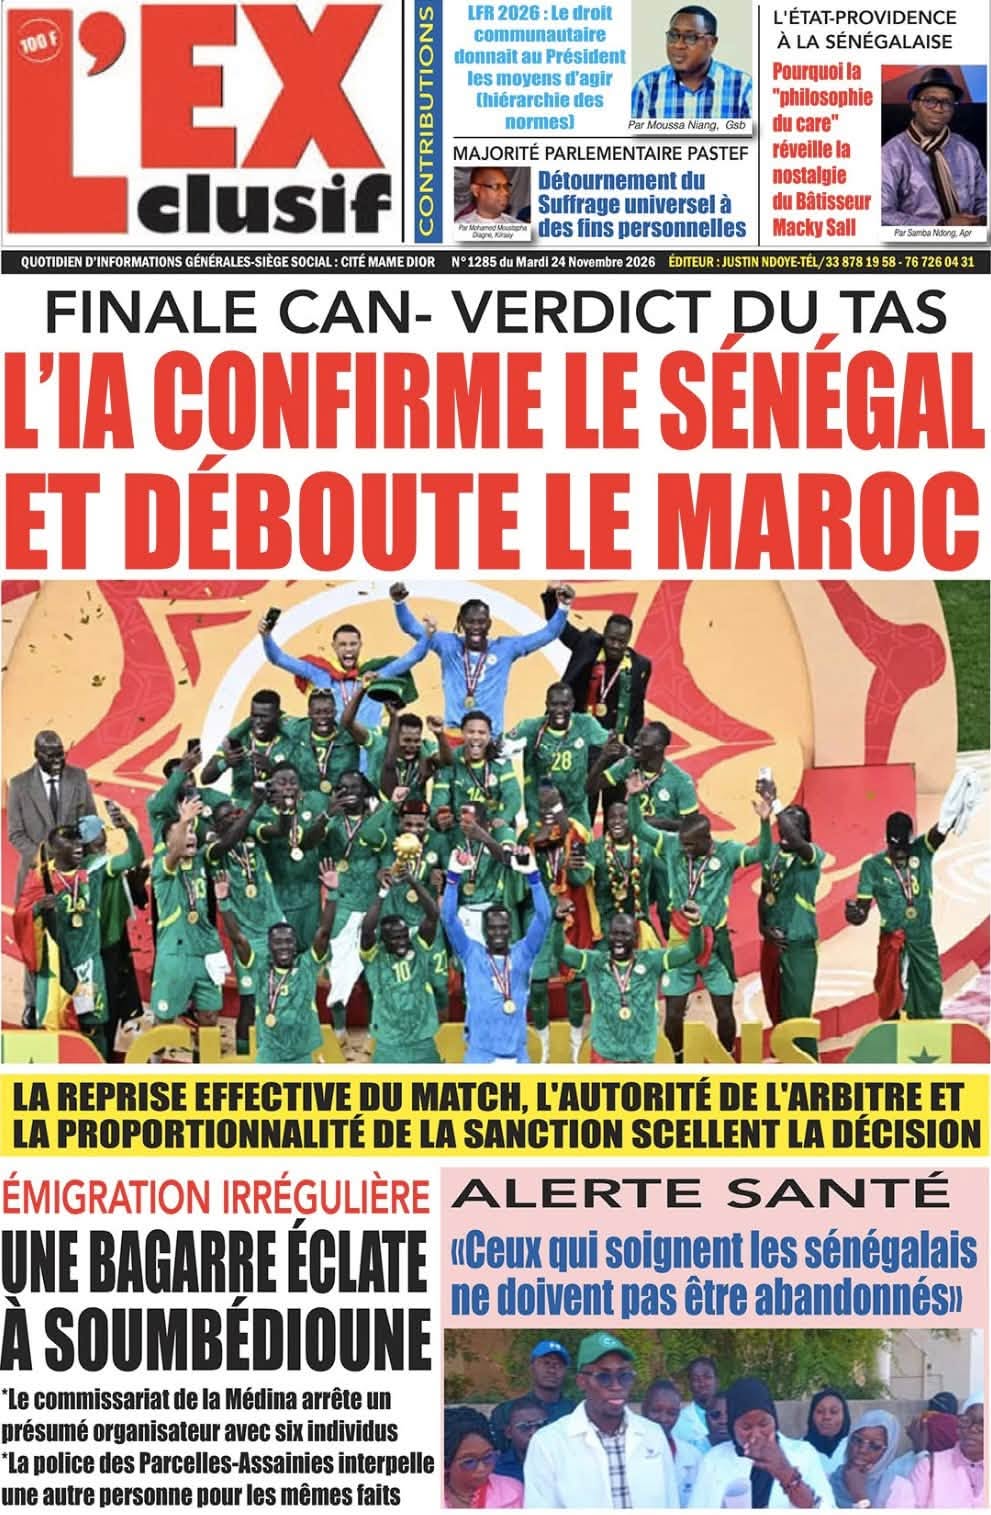 100 F
L'EX
clusif
CONTRIBUTIONS
LFR 2026 : Le droit
communautaire
donnait au Président
les moyens d'agir
(hiérarchie des
normes)
Par Moussa Niang, Gsb
MAJORITÉ PARLEMENTAIRE PASTEF
Détournement du
Suffrage universel à
des fins personnelles
Par Mohamed Moustapha
Diagne,
L'ÉTAT-PROVIDENCE
À LA SÉNÉGALAISE
Pourquoi la
"philosophie
du care"
réveille la
nostalgie
du Bâtisseur
Macky Sall
Par Samba Ndong, Apr
QUOTIDIEN D'INFORMATIONS GÉNÉRALES-SIÈGE SOCIAL : CITÉ MAME DIOR N°1285 du Mardi 24 Novembre 2026 ÉDITEUR : JUSTIN NDOYE-TÉL/ 33 878 19 58 - 76 726 04 31
FINALE CAN- VERDICT DU TAS
L'IA CONFIRME LE SÉNÉGAL
ET DÉBOUTE LE MAROC
28
14
10
LA REPRISE EFFECTIVE DU MATCH, L'AUTORITÉ DE L'ARBITRE ET
LA PROPORTIONNALITÉ DE LA SANCTION SCELLENT LA DÉCISION
ÉMIGRATION IRRÉGULIÈRE
UNE BAGARRE ÉCLATE
À SOUMBÉDIOUNE
*Le commissariat de la Médina arrête un
présumé organisateur avec six individus
*La police des Parcelles-Assainies interpelle
une autre personne pour les mêmes faits
ALERTE SANTÉ
«Ceux qui soignent les sénégalais
ne doivent pas être abandonnés»